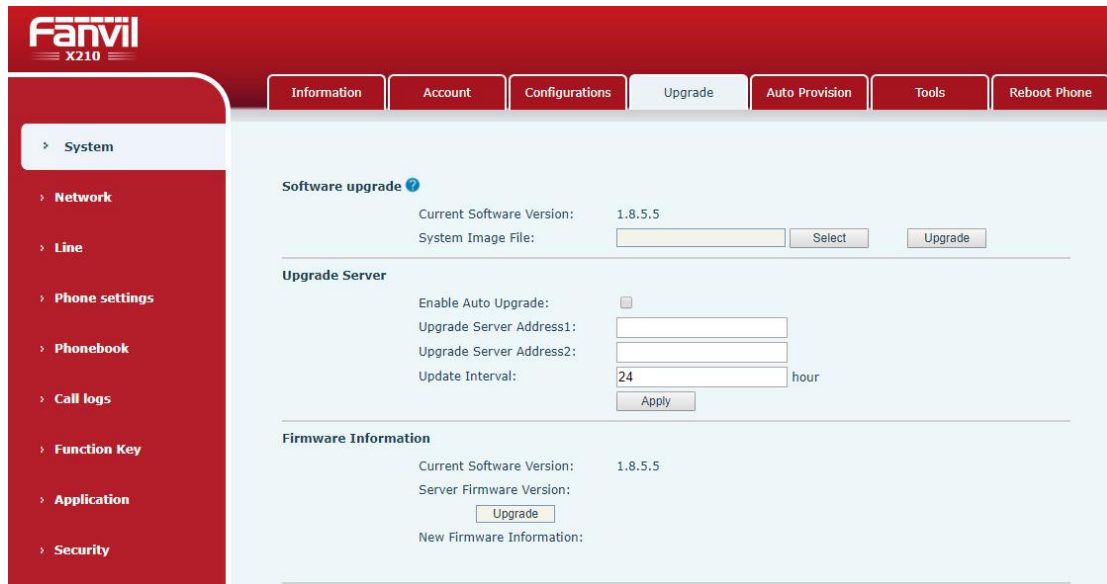 Fanvil
X210
Information Account Configurations Upgrade Auto Provision Tools Reboot Phone
› System
› Network
› Line
› Phone settings
› Phonebook
› Call logs
› Function Key
› Application
› Security
Software upgrade ?
Current Software Version: 1.8.5.5
System Image File: Select Upgrade
Upgrade Server
Enable Auto Upgrade:
Upgrade Server Address1:
Upgrade Server Address2:
Update Interval: 24 hour
Apply
Firmware Information
Current Software Version: 1.8.5.5
Server Firmware Version:
Upgrade
New Firmware Information: